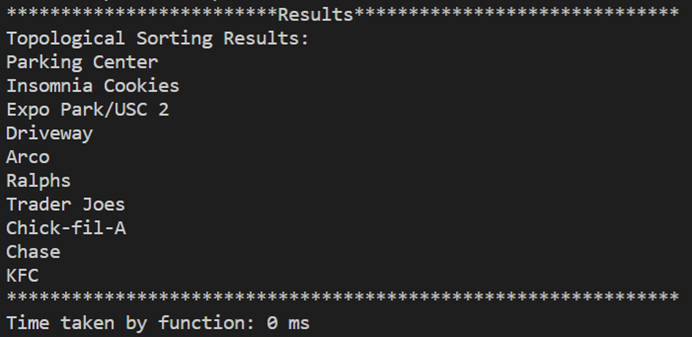 *************************Results******************************
Topological Sorting Results:
Parking Center
Insomnia Cookies
Expo Park/USC 2
Driveway
Arco
Ralphs
Trader Joes
Chick-fil-A
Chase
KFC
**************************************************************
Time taken by function: 0 ms